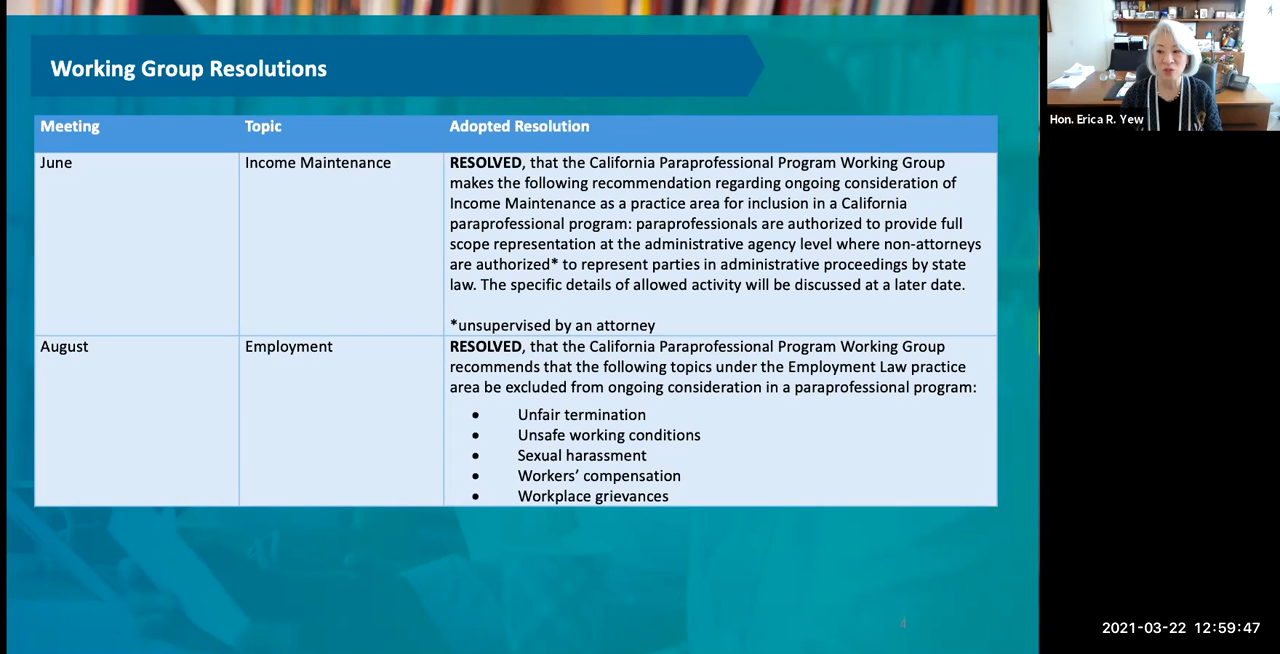 Working Group Resolutions
Meeting
Topic
Adopted Resolution
June
Income Maintenance
RESOLVED, that the California Paraprofessional Program Working Group
makes the following recommendation regarding ongoing consideration of
Income Maintenance as a practice area for inclusion in a California
paraprofessional program: paraprofessionals are authorized to provide full
scope representation at the administrative agency level where non-attorneys
are authorized* to represent parties in administrative proceedings by state
law. The specific details of allowed activity will be discussed at a later date.
*unsupervised by an attorney
August
Employment
RESOLVED, that the California Paraprofessional Program Working Group
recommends that the following topics under the Employment Law practice
area be excluded from ongoing consideration in a paraprofessional program:
• Unfair termination
• Unsafe working conditions
• Sexual harassment
• Workers’ compensation
• Workplace grievances
4
Hon. Erica R. Yew
2021-03-22 12:59:47